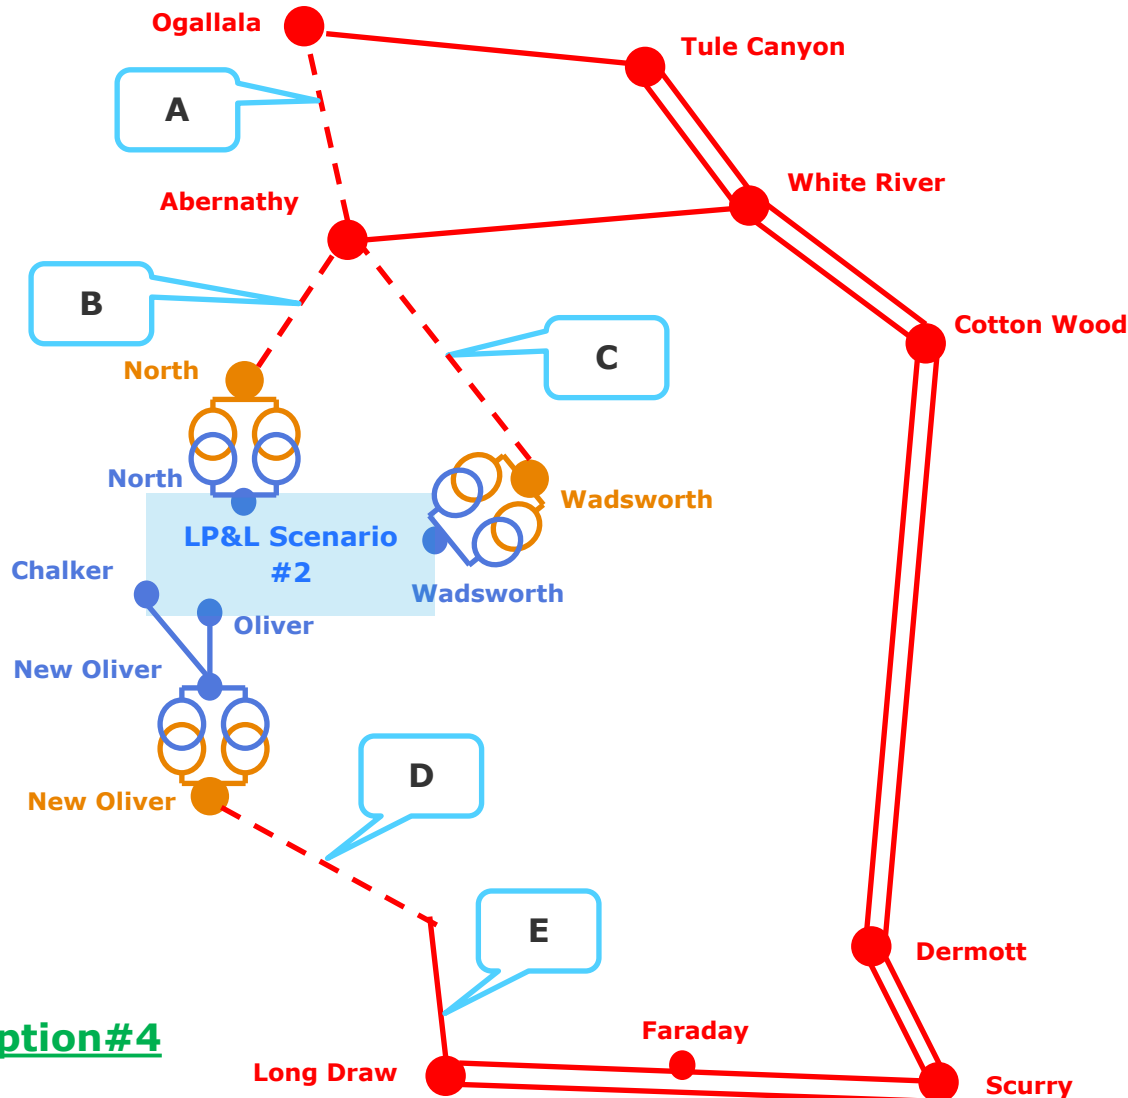 Ogallala
Tule Canyon
A
White River
Abernathy
B
Cotton Wood
C
North
North
Wadsworth
LP&L Scenario
#2
Chalker
Wadsworth
Oliver
New Oliver
D
New Oliver
E
Dermott
ption#4
Faraday
Long Draw
Scurry